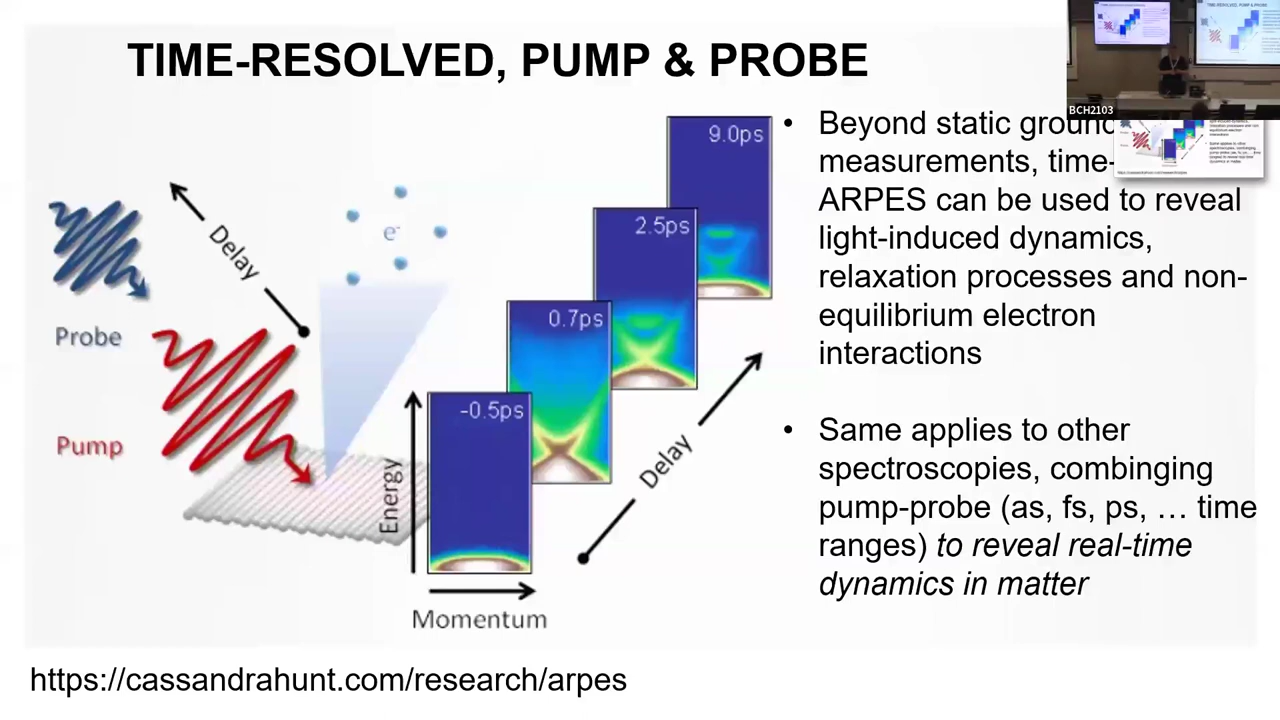 TIME-RESOLVED, PUMP & PROBE
BCH2103
Probe
Pump
Delay
e-
-0.5ps
0.7ps
2.5ps
9.0ps
Energy
Momentum
Delay
• Beyond static ground
measurements, time-
ARPES can be used to reveal
light-induced dynamics,
relaxation processes and non-
equilibrium electron
interactions
• Same applies to other
spectroscopies, combinging
pump-probe (as, fs, ps, … time
ranges) to reveal real-time
dynamics in matter
https://cassandrahunt.com/research/arpes